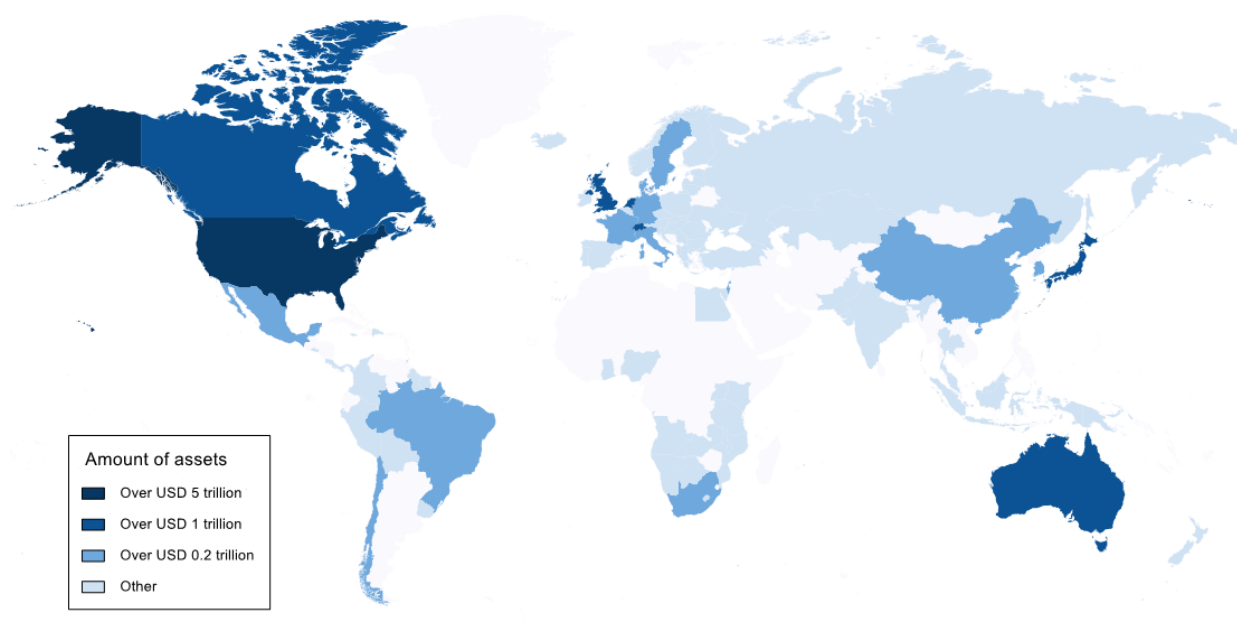 Amount of assets
Over USD 5 trillion
Over USD 1 trillion
Over USD 0.2 trillion
Other